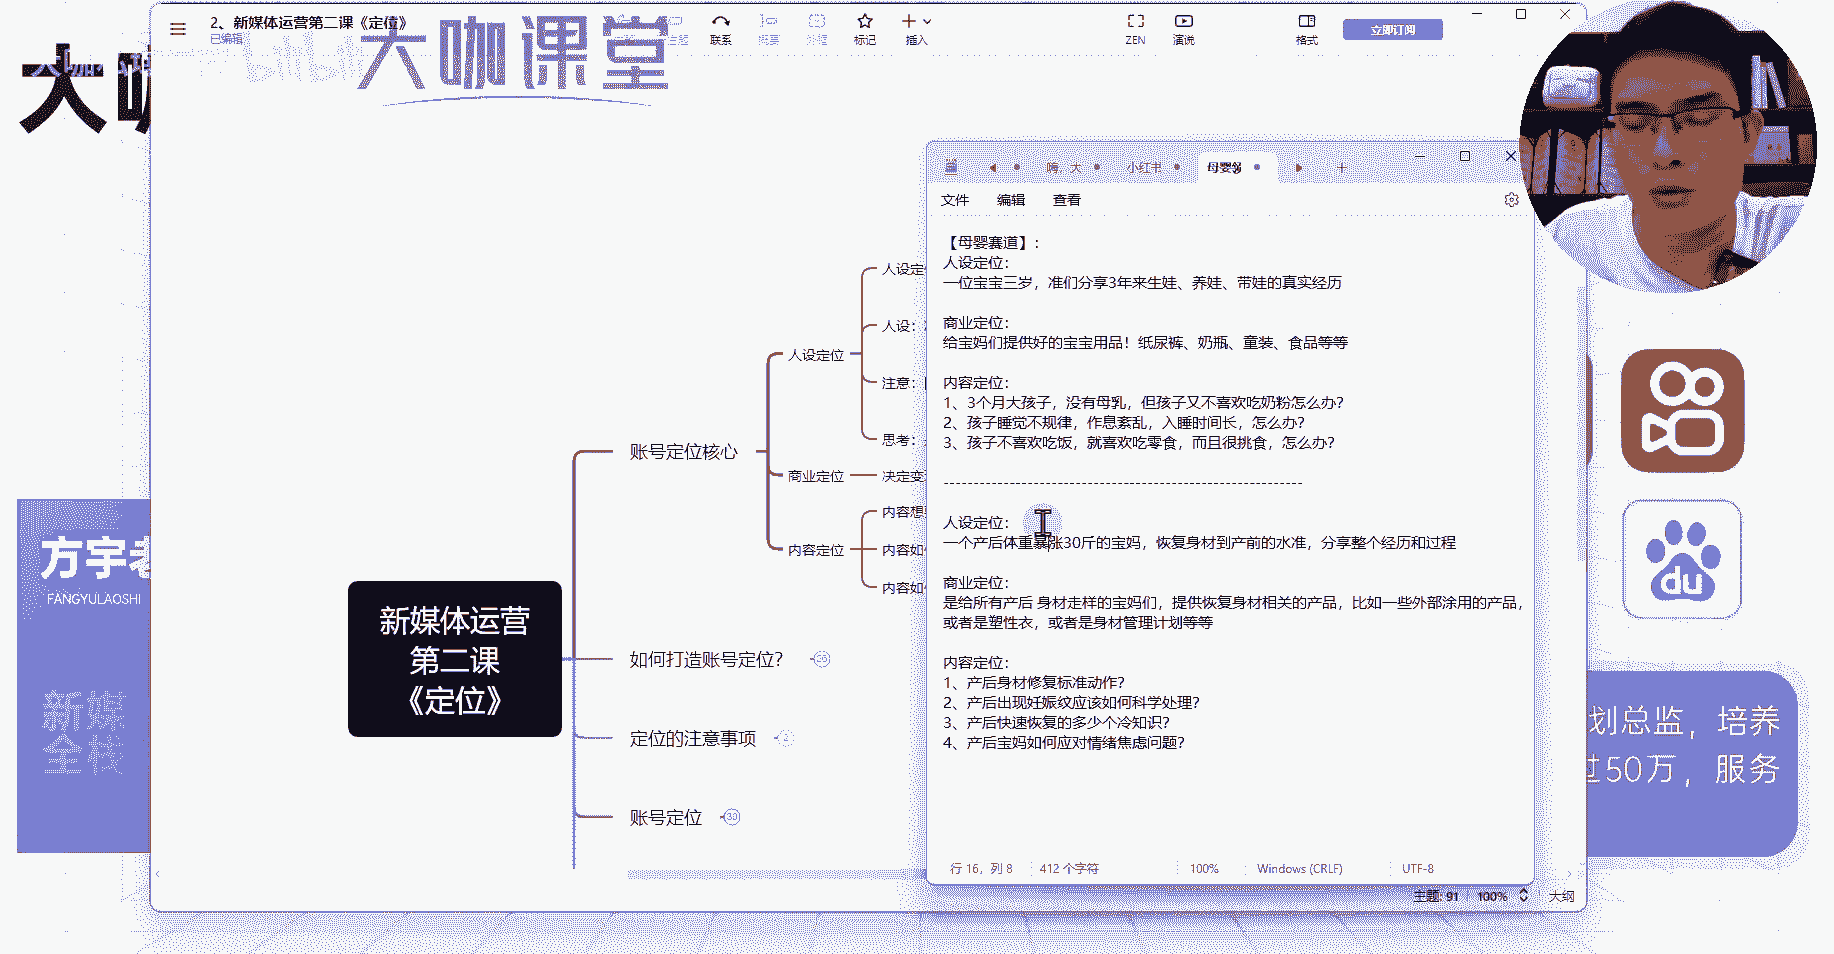 2、新媒体运营第二课《定位》
已编辑
联系
概要
外框
标记
插入
ZEN
演说
格式
立即订阅
bilibili
大咖课堂
大咖
方宇老
FANGYULAOSHI
新媒
全栈
新媒体运营
第二课
《定位》
账号定位核心
人设定位
人设定
人设：
注意：
思考：
商业定位
决定变
内容定位
内容想
内容如
内容如
如何打造账号定位？
定位的注意事项
账号定位
30
嗨 大
小红书
母婴备
文件
编辑
查看
【母婴赛道】：
人设定位：
一位宝宝三岁，准们分享3年来生娃、养娃、带娃的真实经历
商业定位：
给宝妈们提供好的宝宝用品！纸尿裤、奶瓶、童装、食品等等
内容定位：
1、3个月大孩子，没有母乳，但孩子又不喜欢吃奶粉怎么办？
2、孩子睡觉不规律，作息紊乱，入睡时间长，怎么办？
3、孩子不喜欢吃饭，就喜欢吃零食，而且很挑食，怎么办？
------------------------------------------------------------
人设定位：
一个产后体重暴涨30斤的宝妈，恢复身材到产前的水准，分享整个经历和过程
商业定位：
是给所有产后 身材走样的宝妈们，提供恢复身材相关的产品，比如一些外部涂用的产品，
或者是塑性衣，或者是身材管理计划等等
内容定位：
1、产后身材修复标准动作？
2、产后出现妊娠纹应该如何科学处理？
3、产后快速恢复的多少个冷知识？
4、产后宝妈如何应对情绪焦虑问题？
行 16，列 8
412 个字符
100%
Windows (CRLF)
UTF-8
主题: 91
100%
大纲
du
划总监，培养
过50万，服务